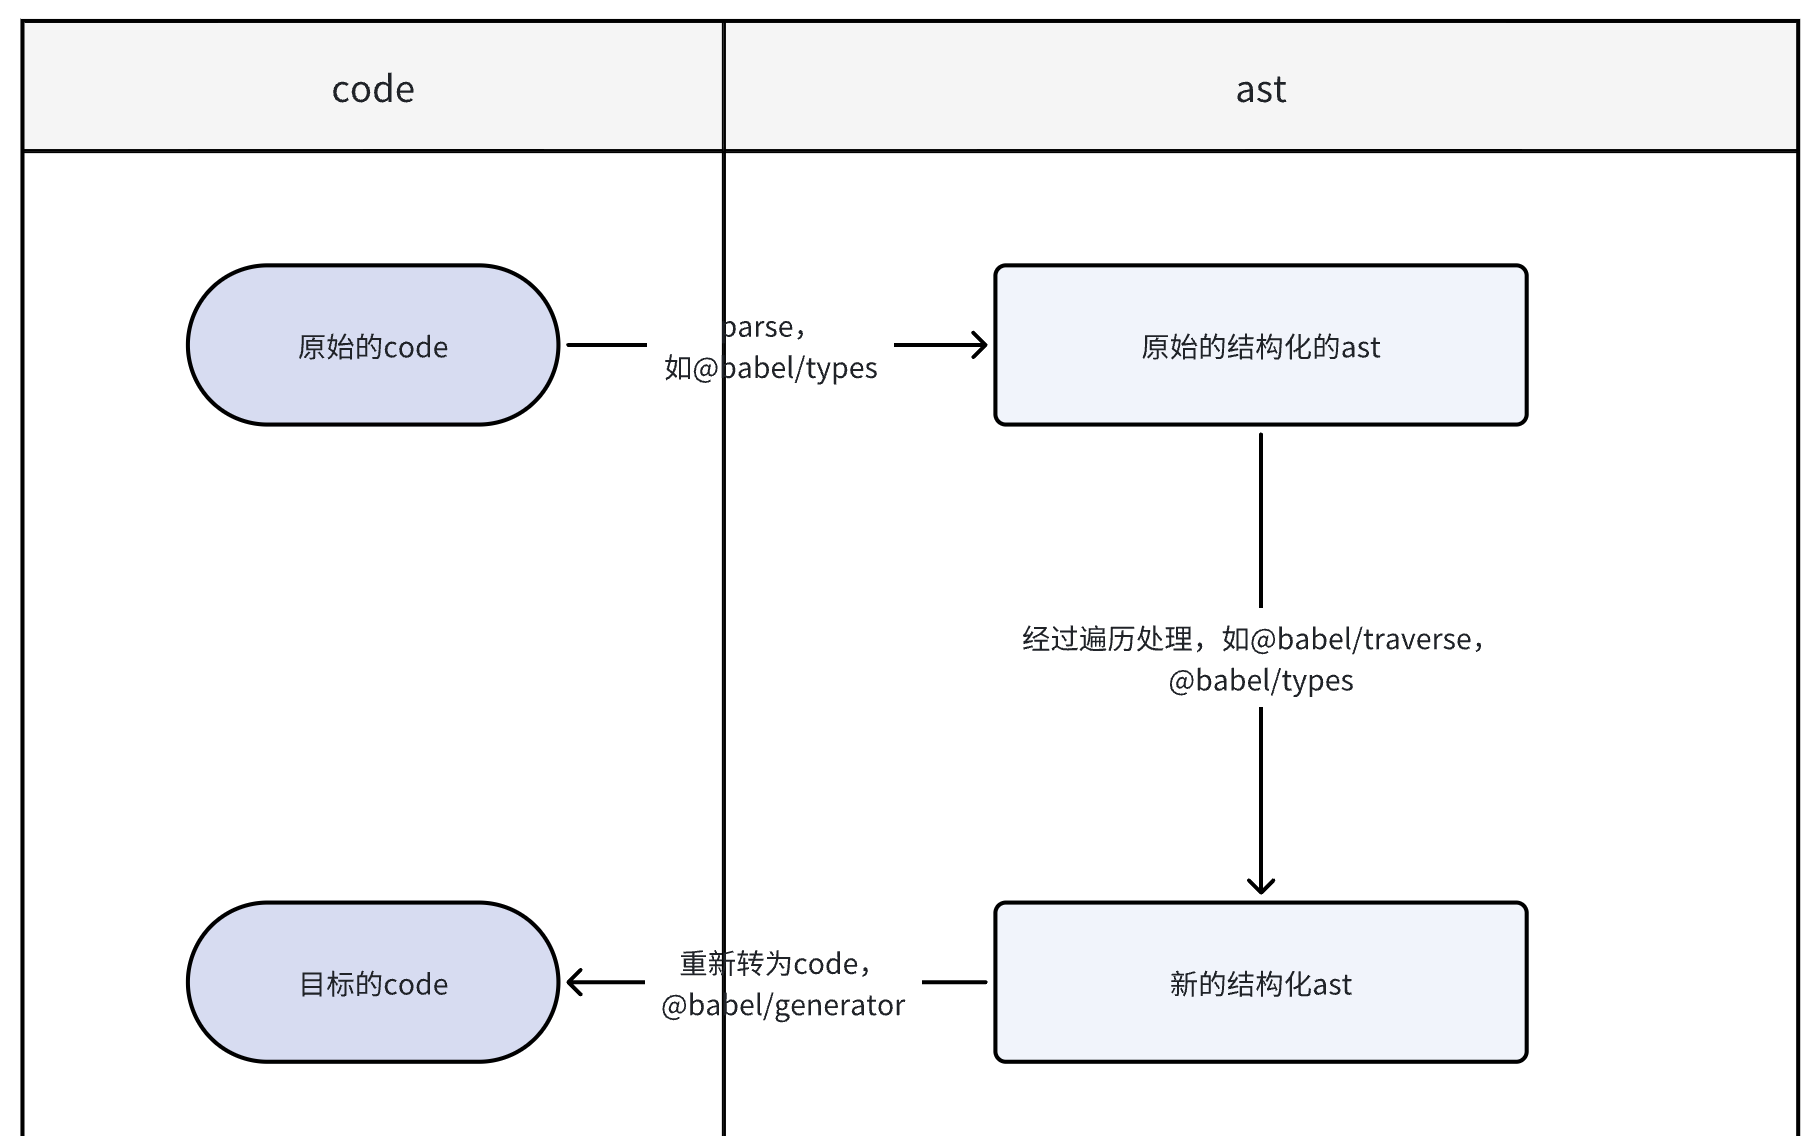 code
ast
原始的code
parse，
如@babel/types
原始的结构化的ast
经过遍历处理，如@babel/traverse，
@babel/types
目标的code
重新转为code，
@babel/generator
新的结构化ast